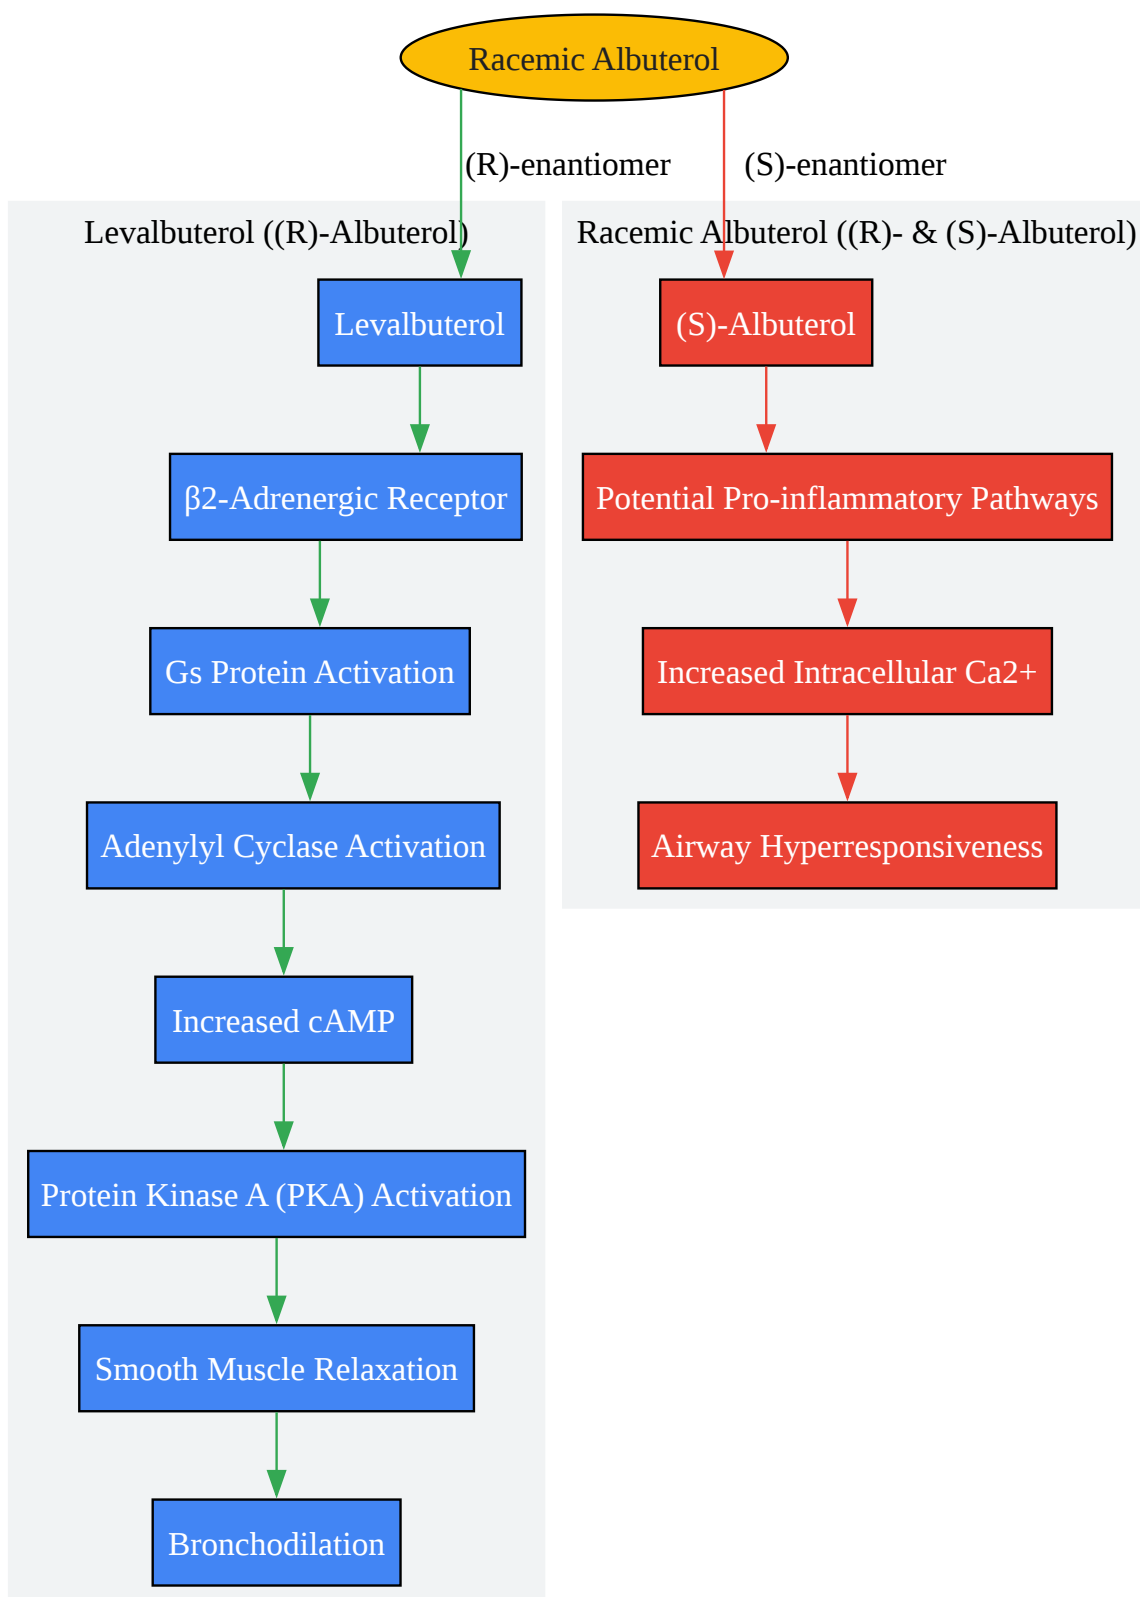 Racemic Albuterol
(R)-enantiomer
(S)-enantiomer
Levalbuterol ((R)-Albuterol)
Levalbuterol
β2-Adrenergic Receptor
Gs Protein Activation
Adenylyl Cyclase Activation
Increased cAMP
Protein Kinase A (PKA) Activation
Smooth Muscle Relaxation
Bronchodilation
Racemic Albuterol ((R)- & (S)-Albuterol)
(S)-Albuterol
Potential Pro-inflammatory Pathways
Increased Intracellular Ca2+
Airway Hyperresponsiveness